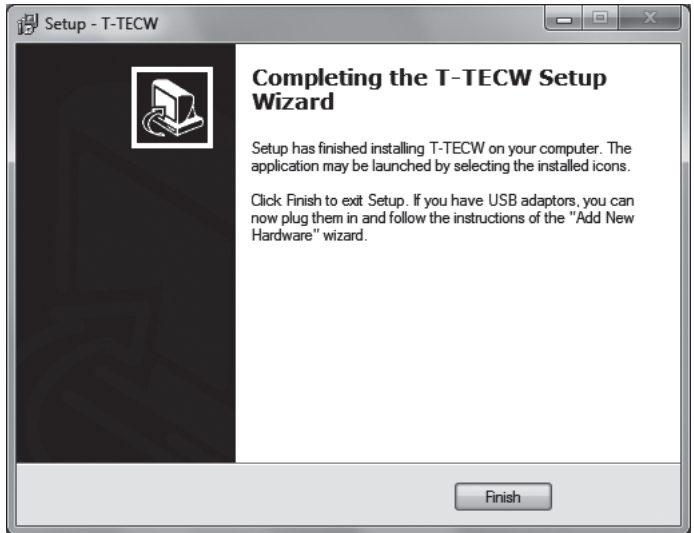 Setup - T-TECW
Completing the T-TECW Setup
Wizard
Setup has finished installing T-TECW on your computer. The
application may be launched by selecting the installed icons.
Click Finish to exit Setup. If you have USB adaptors, you can
now plug them in and follow the instructions of the "Add New
Hardware" wizard.
Finish